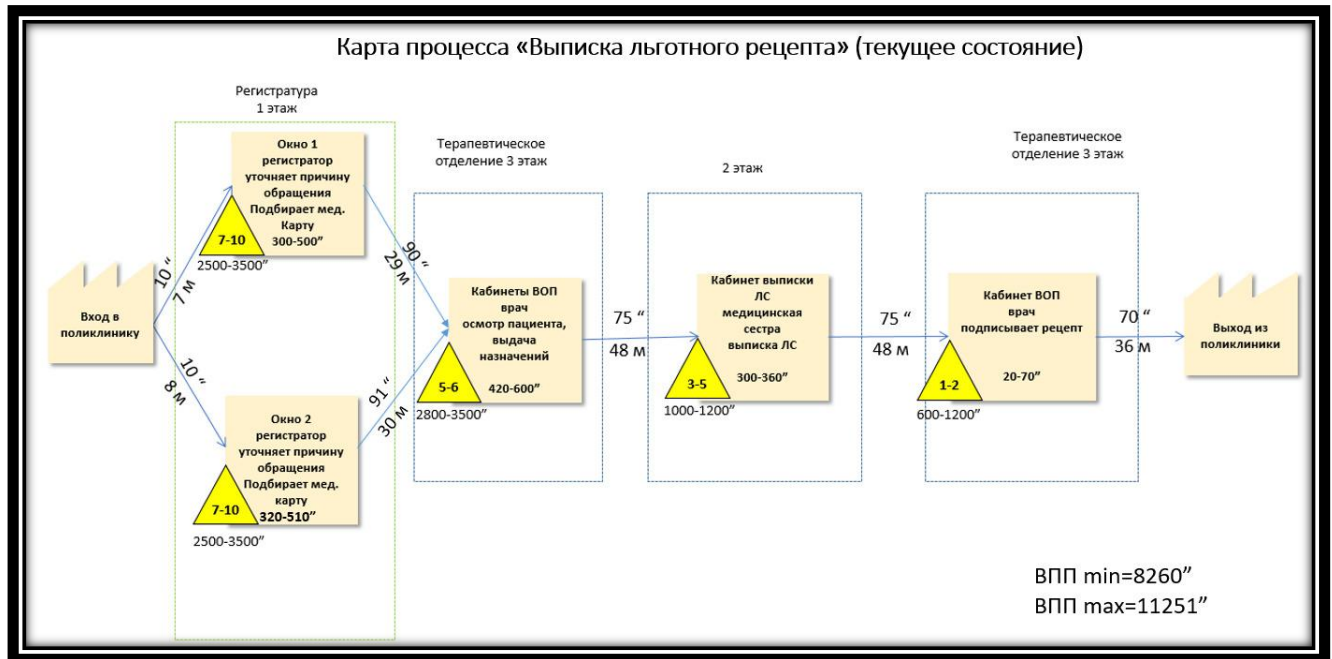 Карта процесса «Выписка льготного рецепта» (текущее состояние)
Регистратура
1 этаж
Окно 1
регистратор
уточняет причину
обращения
Подбирает мед.
Карту
300-500”
7-10
2500-3500”
10 “
7 м
90 “
29 м
Вход в
поликлинику
10 “
8 м
91 “
30 м
Окно 2
регистратор
уточняет причину
обращения
Подбирает мед.
карту
320-510”
7-10
2500-3500”
Терапевтическое
отделение 3 этаж
Кабинеты ВОП
врач
осмотр пациента,
выдача
назначений
420-600”
5-6
2800-3500”
75 “
48 м
2 этаж
Кабинет выписки
ЛС
медицинская
сестра
выписка ЛС
300-360”
3-5
1000-1200”
75 “
48 м
Терапевтическое
отделение 3 этаж
Кабинет ВОП
врач
подписывает рецепт
20-70”
1-2
600-1200”
70 “
36 м
Выход из
поликлиники
ВПП min=8260”
ВПП max=11251”